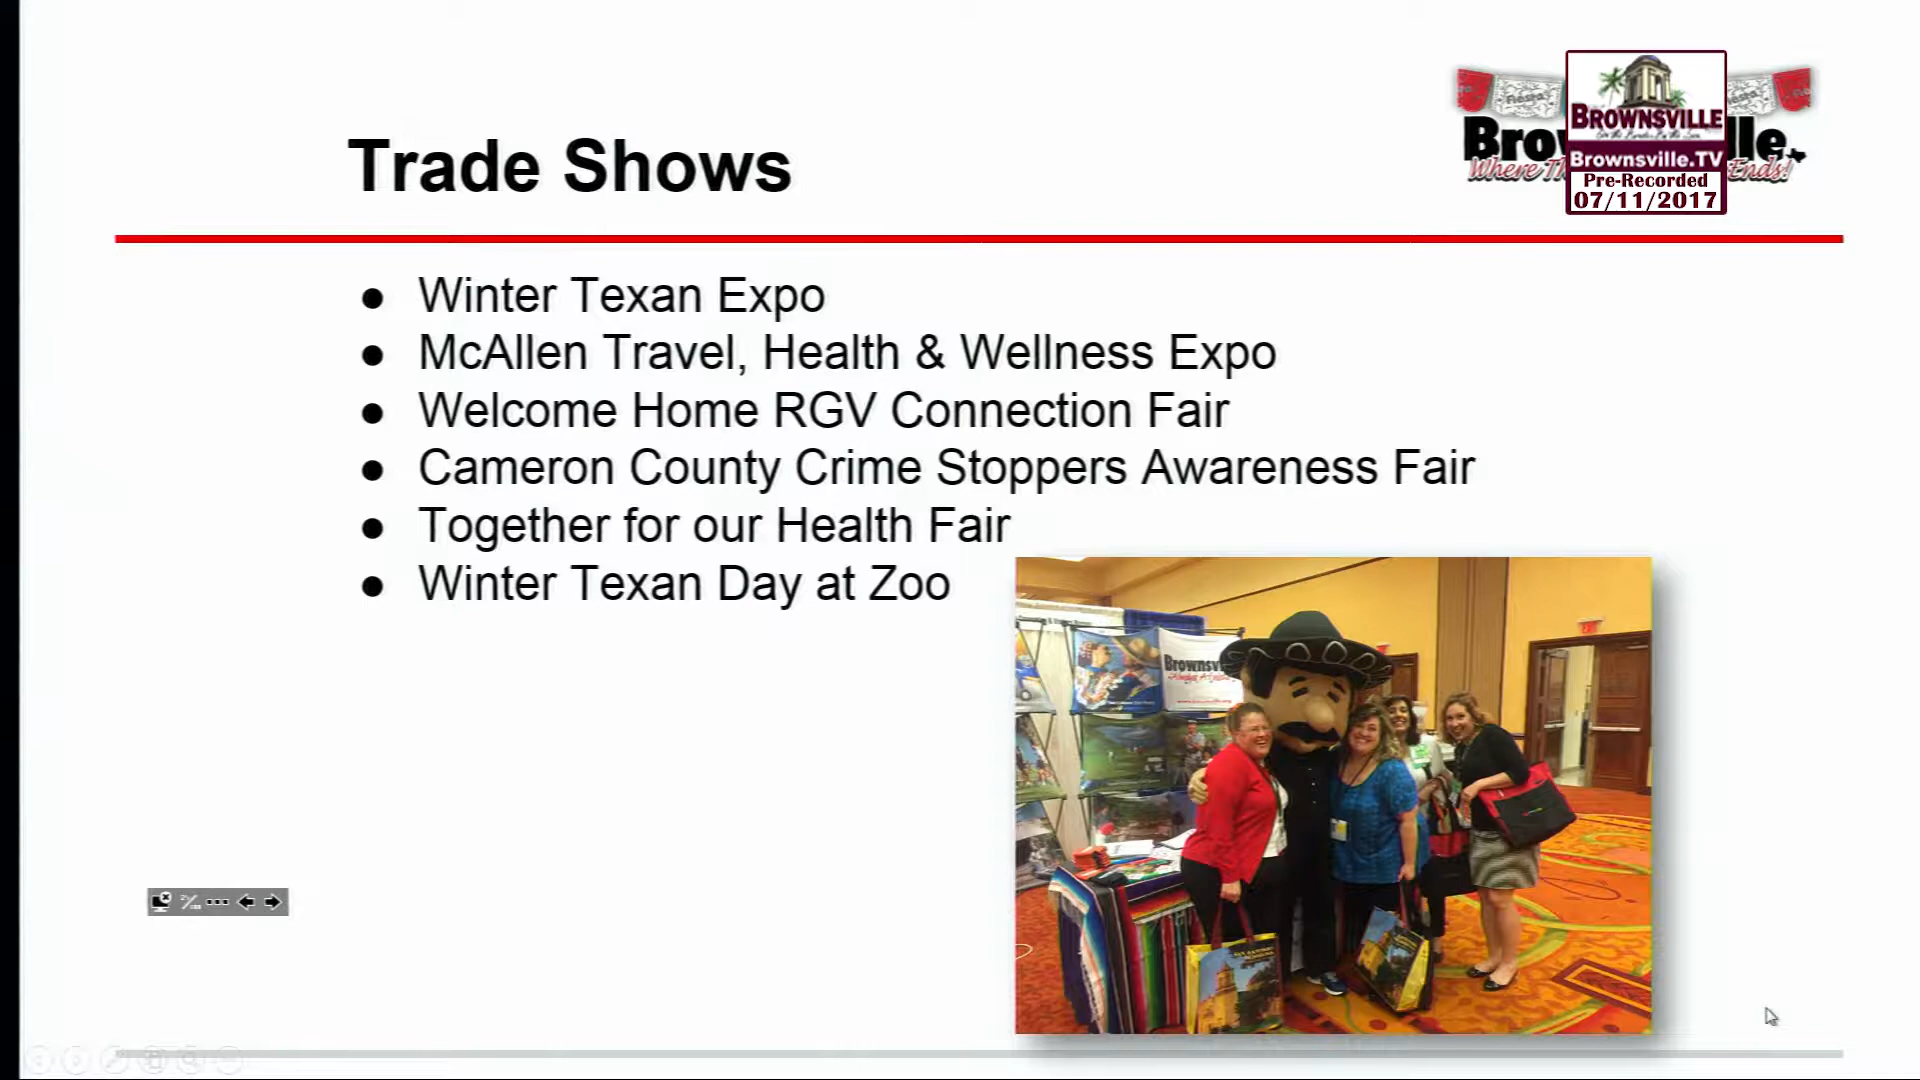 BROWNSVILLE
Brownsville.TV
Pre-Recorded
07/11/2017
Trade Shows
● Winter Texan Expo
● McAllen Travel, Health & Wellness Expo
● Welcome Home RGV Connection Fair
● Cameron County Crime Stoppers Awareness Fair
● Together for our Health Fair
● Winter Texan Day at Zoo